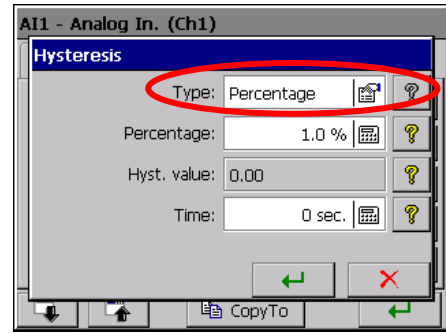 AI1 - Analog In. (Ch1)
Hysteresis
Type: Percentage ?
Percentage: 1.0 % ?
Hyst. value: 0.00 ?
Time: 0 sec. ?
CopyTo